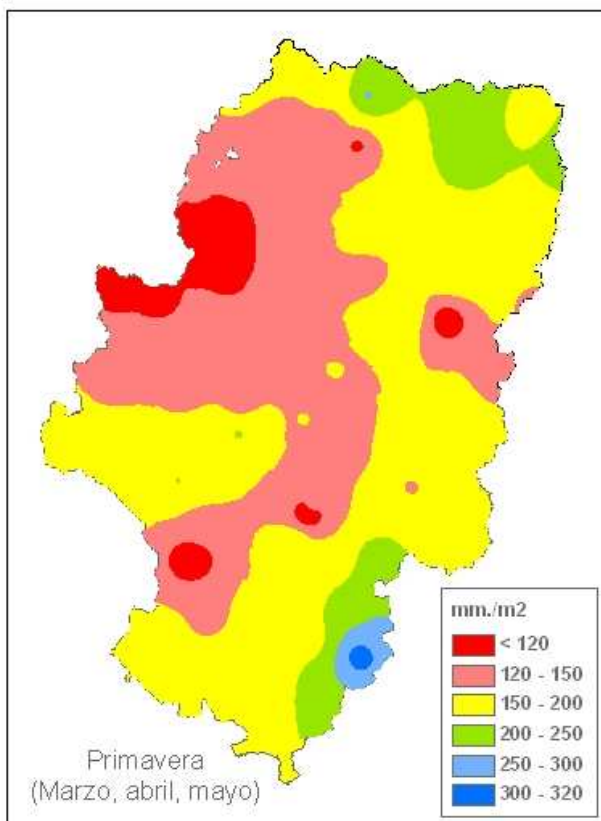 mm./m2
< 120
120 - 150
150 - 200
200 - 250
250 - 300
300 - 320
Primavera
(Marzo, abril, mayo)